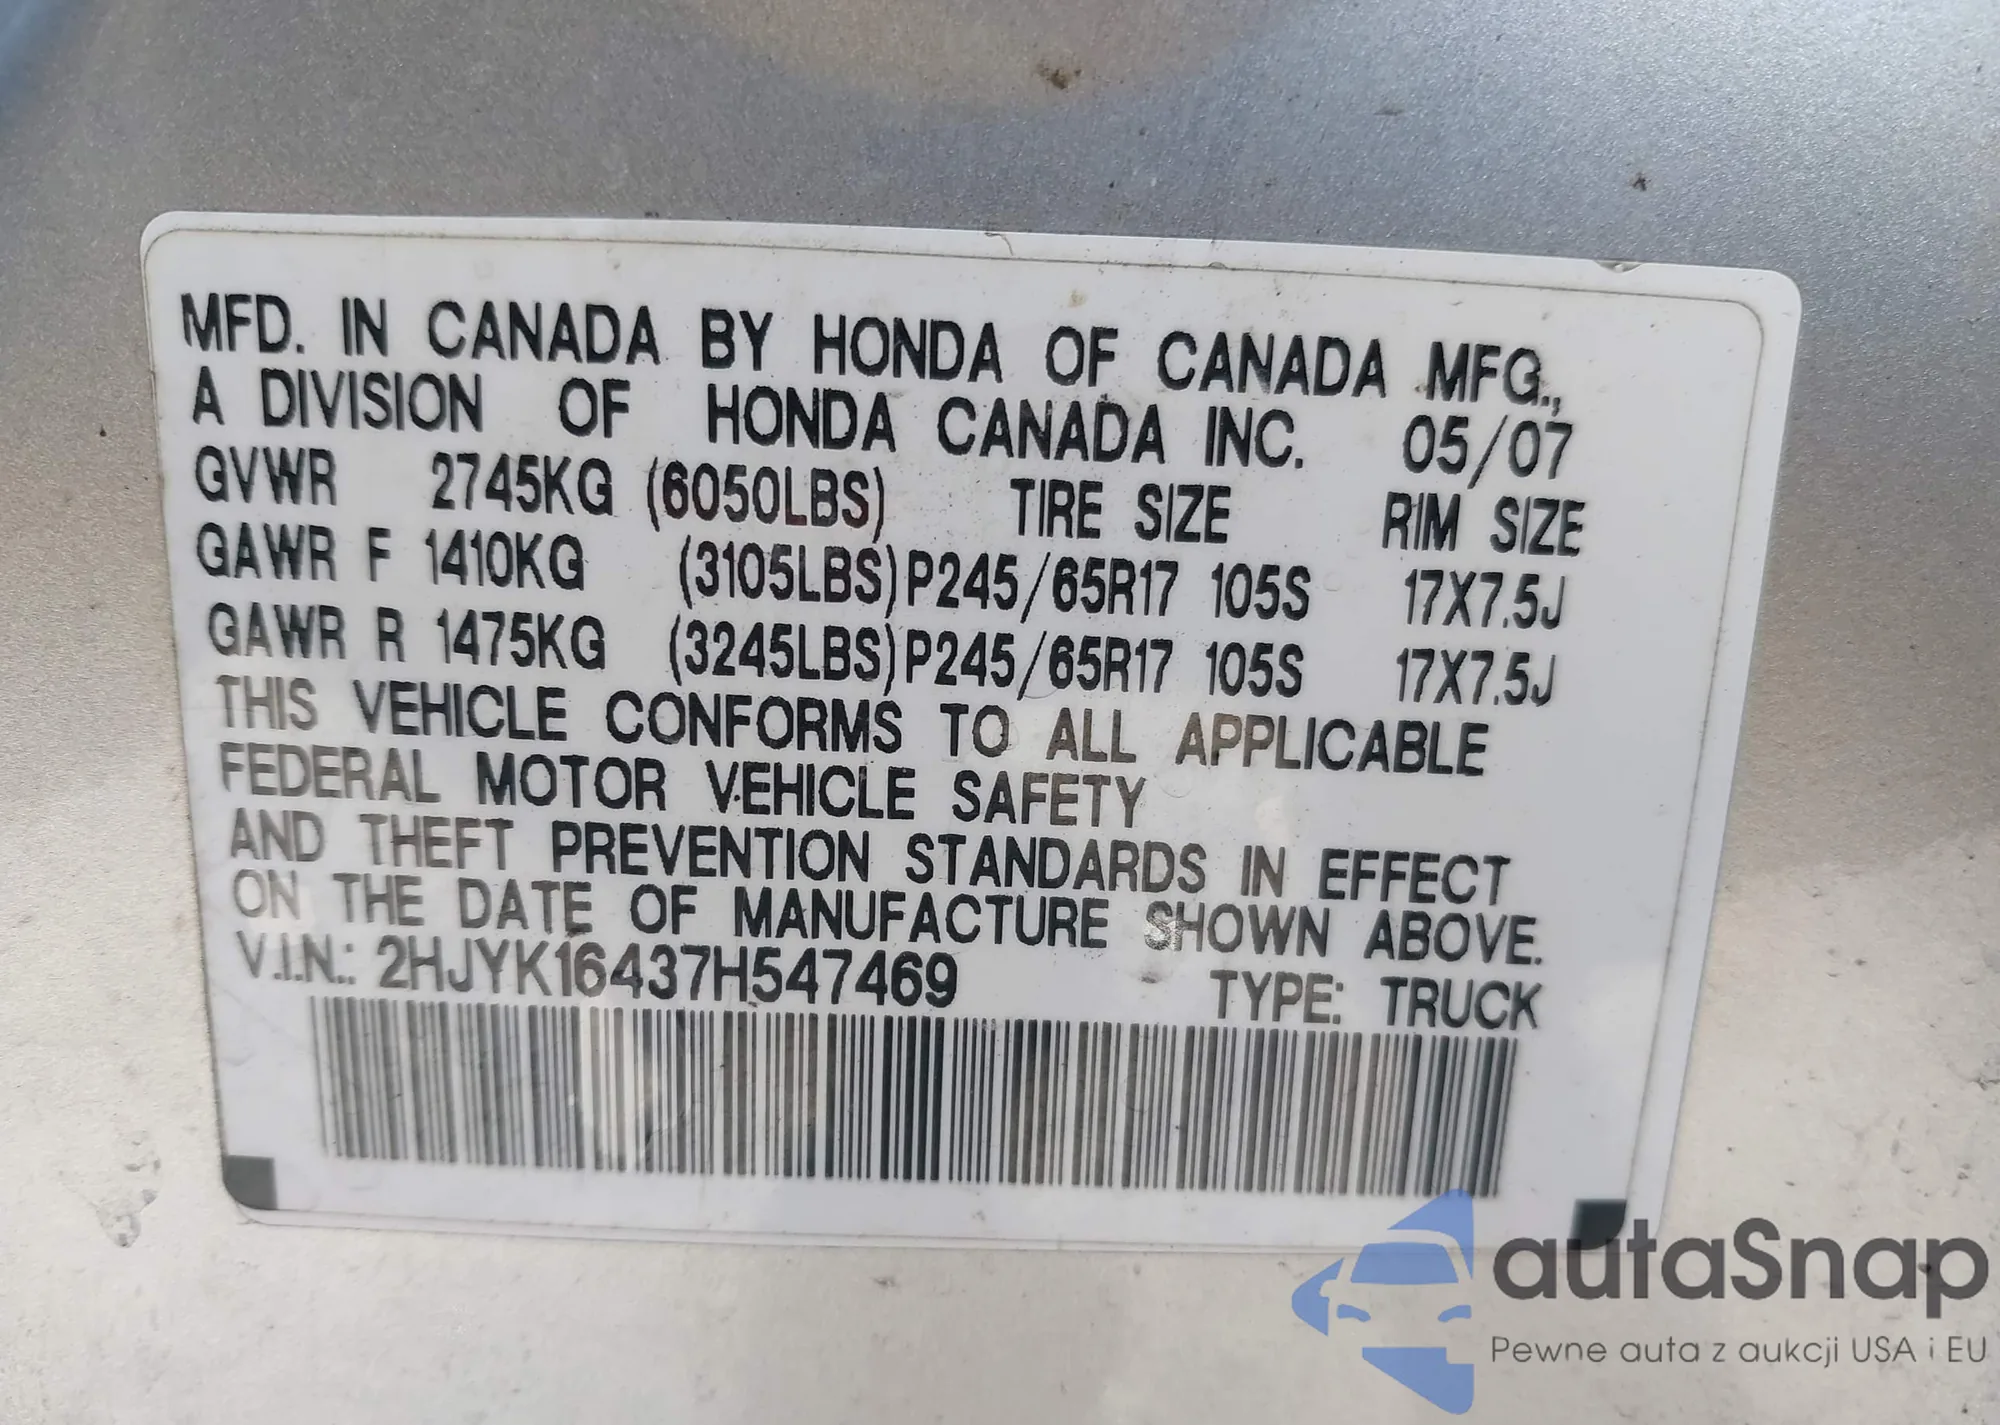 MFD. IN CANADA BY HONDA OF CANADA MFG.,
A DIVISION OF HONDA CANADA INC. 05/07
GVWR 2745KG (6050LBS) TIRE SIZE RIM SIZE
GAWR F 1410KG (3105LBS) P245/65R17 105S 17X7.5J
GAWR R 1475KG (3245LBS) P245/65R17 105S 17X7.5J
THIS VEHICLE CONFORMS TO ALL APPLICABLE
FEDERAL MOTOR VEHICLE SAFETY
AND THEFT PREVENTION STANDARDS IN EFFECT
ON THE DATE OF MANUFACTURE SHOWN ABOVE.
V.I.N.: 2HJYK16437H547469
TYPE: TRUCK
autaSnap
Pewne auta z aukcji USA i EU